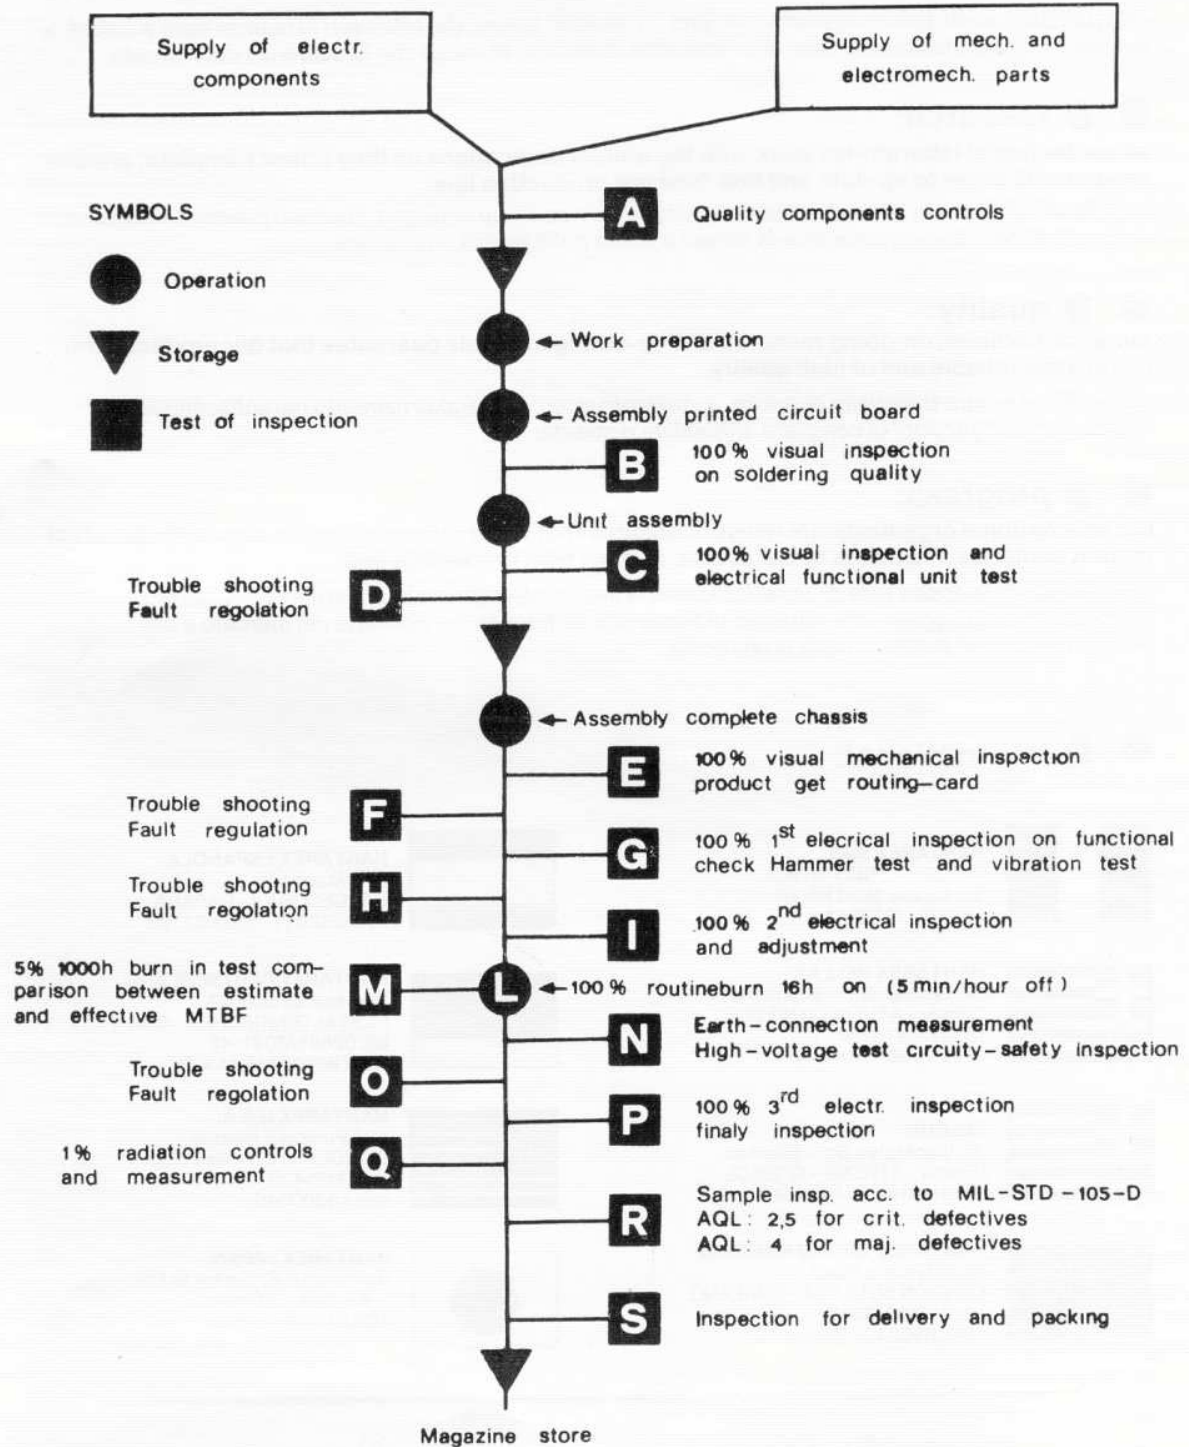 Supply of electr.
components
Supply of mech. and
electromech. parts
SYMBOLS
Operation
Storage
Test of inspection
A
Quality components controls
Work preparation
Assembly printed circuit board
B
100% visual inspection
on soldering quality
Unit assembly
C
100% visual inspection and
electrical functional unit test
Trouble shooting
Fault regolation
D
Assembly complete chassis
E
100% visual mechanical inspection
product get routing-card
Trouble shooting
Fault regulation
F
G
100% 1st elecrical inspection on functional
check Hammer test and vibration test
Trouble shooting
Fault regolation
H
I
100% 2nd electrical inspection
and adjustment
5% 1000h burn in test com-
parison between estimate
and effective MTBF
M
L
100% routineburn 16h on (5 min/hour off)
N
Earth-connection measurement
High-voltage test circuity-safety inspection
Trouble shooting
Fault regolation
O
P
100% 3rd electr. inspection
finaly inspection
1% radiation controls
and measurement
Q
R
Sample insp. acc. to MIL-STD-105-D
AQL: 2,5 for crit. defectives
AQL: 4 for maj. defectives
S
Inspection for delivery and packing
Magazine store